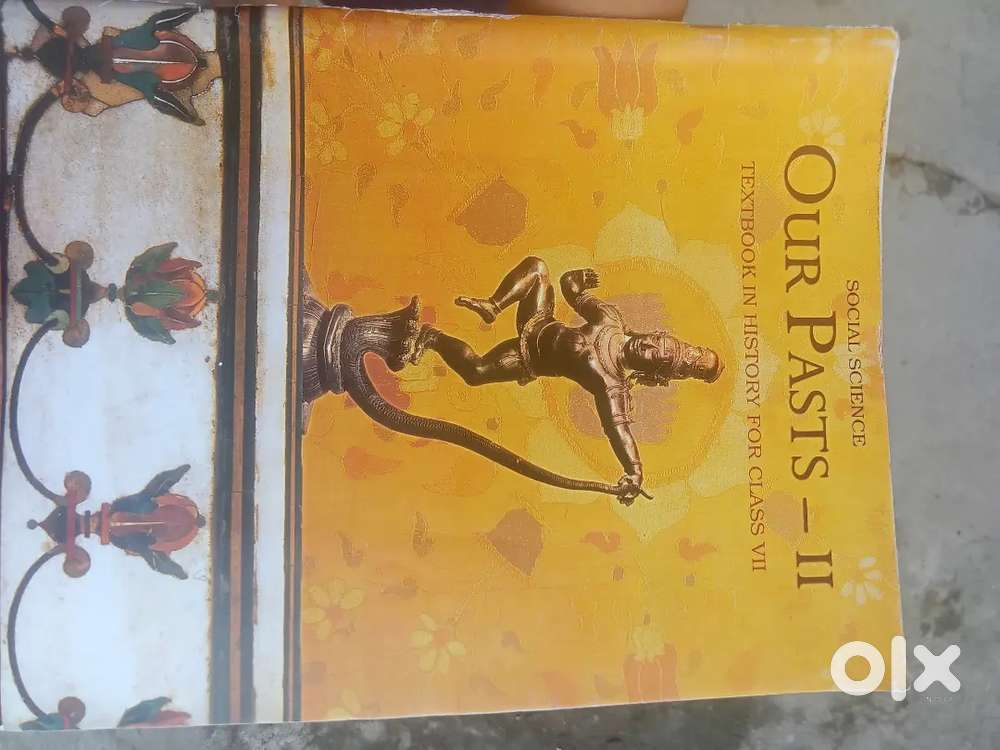 SOCIAL SCIENCE
OUR PASTS – II
TEXTBOOK IN HISTORY FOR CLASS VII
olx